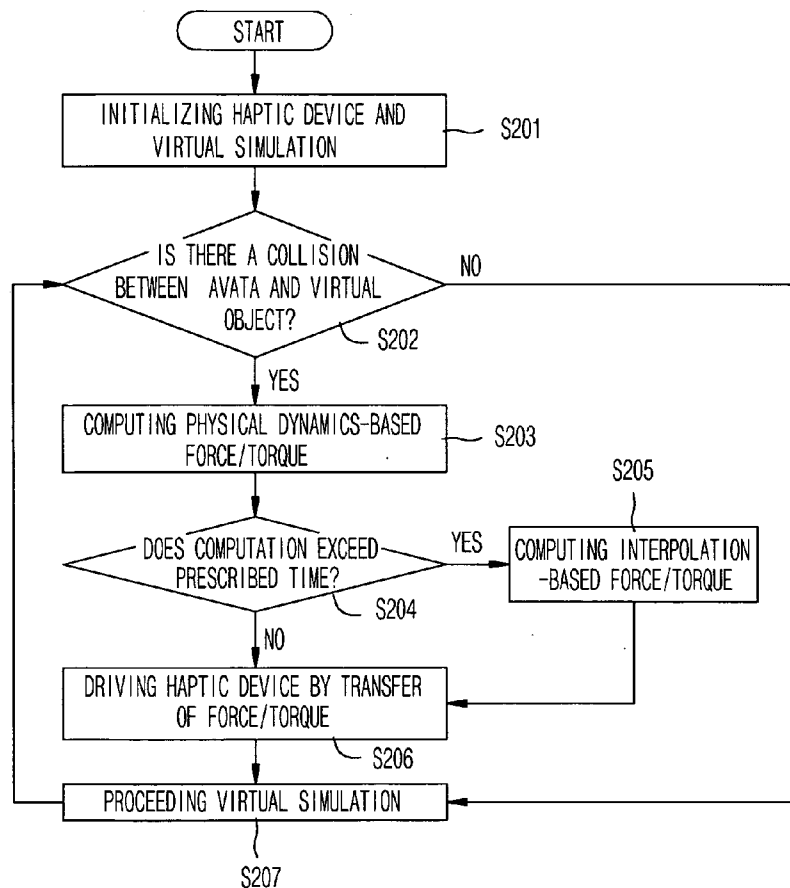 START
INITIALIZING HAPTIC DEVICE AND
VIRTUAL SIMULATION
S201
IS THERE A COLLISION
BETWEEN AVATA AND VIRTUAL
OBJECT?
NO
S202
YES
COMPUTING PHYSICAL DYNAMICS-BASED
FORCE/TORQUE
S203
S205
DOES COMPUTATION EXCEED
PRESCRIBED TIME?
YES
COMPUTING INTERPOLATION
-BASED FORCE/TORQUE
S204
NO
DRIVING HAPTIC DEVICE BY TRANSFER
OF FORCE/TORQUE
S206
PROCEEDING VIRTUAL SIMULATION
S207